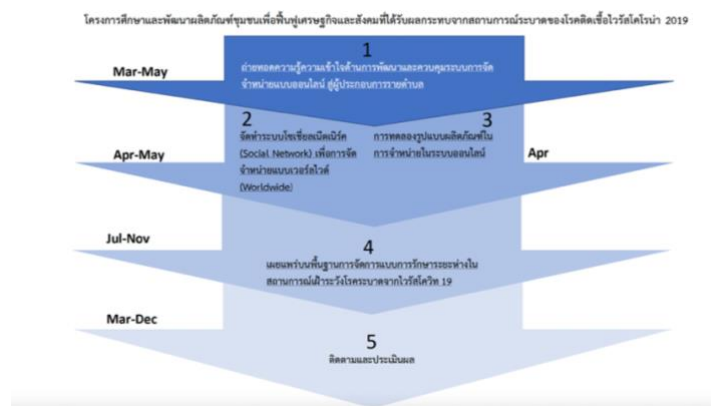 โครงการศึกษาและพัฒนาผลิตภัณฑ์ชุมชนเพื่อฟื้นฟูเศรษฐกิจและสังคมที่ได้รับผลกระทบจากสถานการณ์ระบาดของโรคติดเชื้อไวรัสโคโรน่า 2019
Mar-May
1
ถ่ายทอดความรู้ความเข้าใจด้านการพัฒนาและควบคุมระบบการจัด
จำหน่ายแบบออนไลน์ สู่ผู้ประกอบการรายตำบล
Apr-May
2
จัดทำระบบโซเชี่ยลเน็ตเวิร์ค
(Social Network) เพื่อการจัด
จำหน่ายแบบเวอร์ลไวด์
(Worldwide)
3
การทดลองรูปแบบผลิตภัณฑ์ใน
การจำหน่ายในระบบออนไลน์
Apr
Jul-Nov
4
เผยแพร่บนพื้นฐานการจัดการแบบการรักษาระยะห่างใน
สถานการณ์เฝ้าระวังโรคระบาดจากไวรัสโควิท 19
Mar-Dec
5
ติดตามและประเมินผล